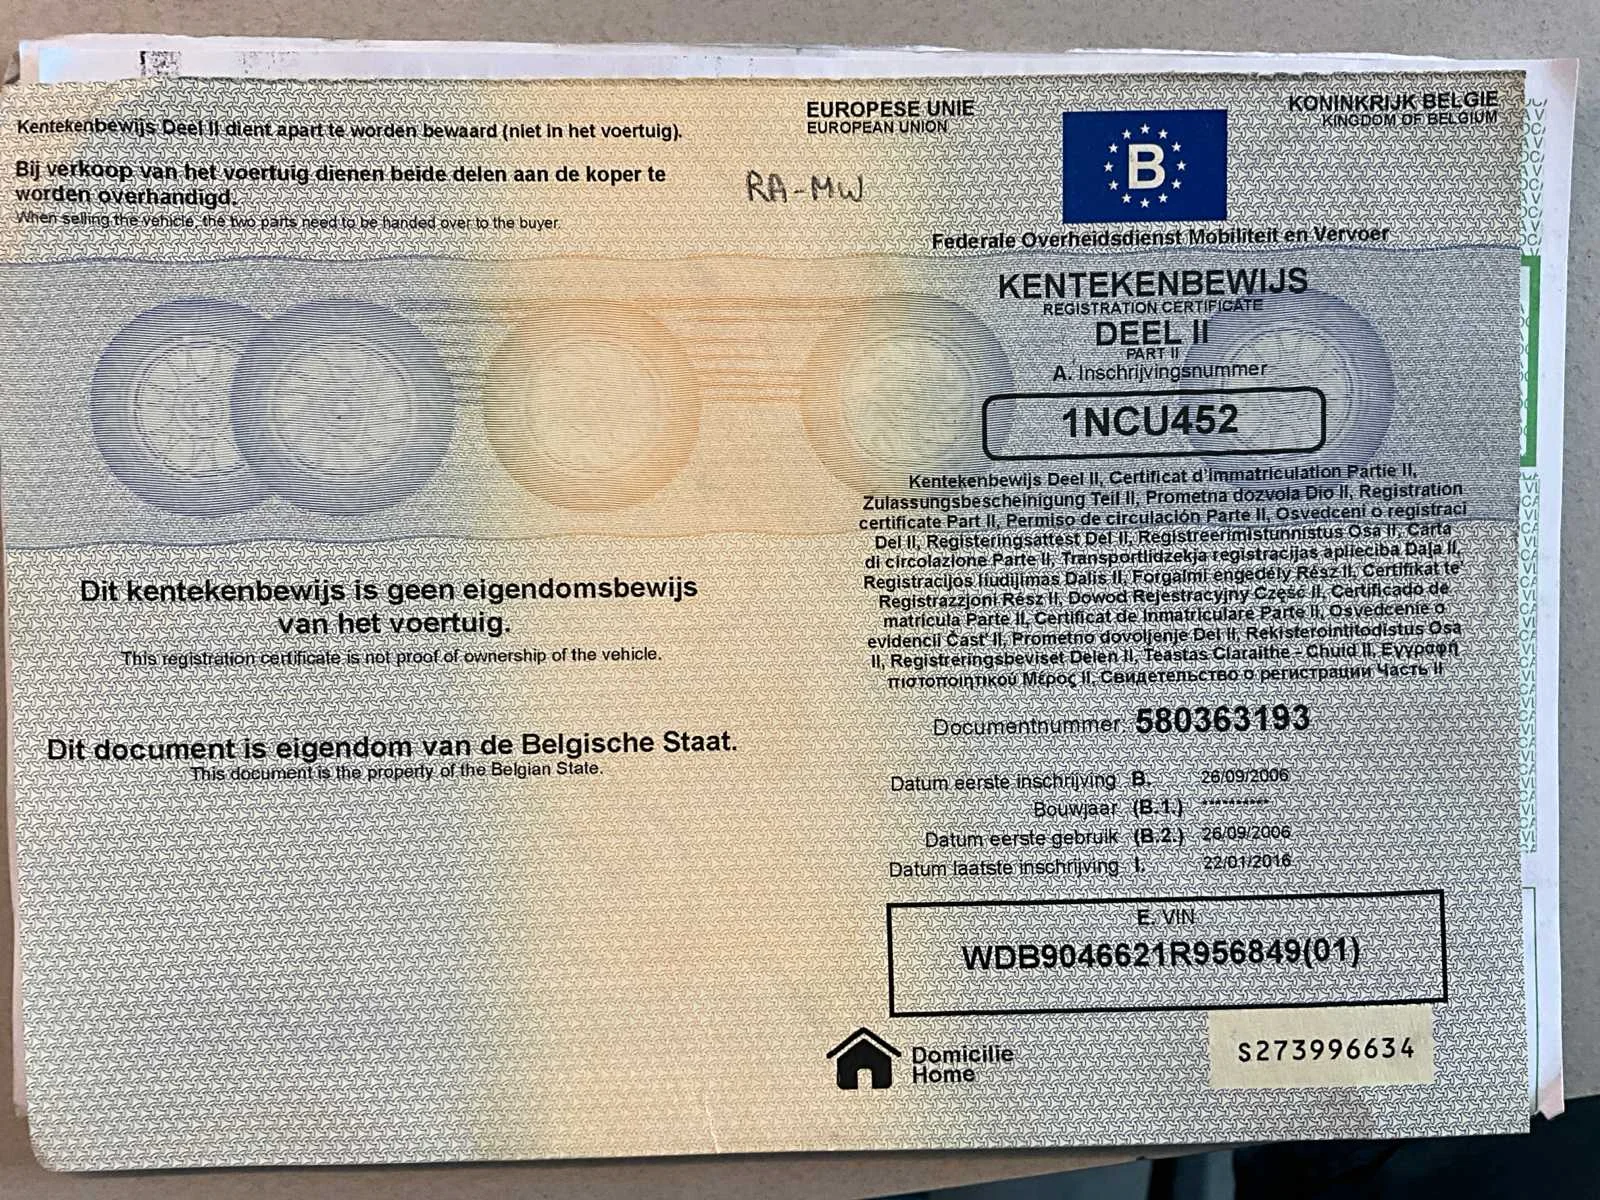 Kentekenbewijs Deel II dient apart te worden bewaard (niet in het voertuig).
Bij verkoop van het voertuig dienen beide delen aan de koper te
worden overhandigd.
When selling the vehicle, the two parts need to be handed over to the buyer.
RA-MW
EUROPESE UNIE
EUROPEAN UNION
KONINKRIJK BELGIE
KINGDOM OF BELGIUM
B
Federale Overheidsdienst Mobiliteit en Vervoer
KENTEKENBEWIJS
REGISTRATION CERTIFICATE
DEEL II
PART II
A. Inschrijvingsnummer
1NCU452
Kentekenbewijs Deel II, Certificat d'Immatriculation Partie II,
Zulassungsbescheinigung Teil II, Prometna dozvola Dio II, Registration
certificate Part II, Permiso de circulación Parte II, Osvedceni o registraci
Del II, Registeringsattest Del II, Registreerimistunnistus Osa II, Carta
di circolazione Parte II, Transportlidzekja registracijas aplieciba Daļa II,
Registracijos liudijimas Dalis II, Forgalmi engedély Rész II, Certifikat te'
Registrazzjoni Rész II, Dowod Rejestracyjny Część II, Certificado de
matricula Parte II, Certificat de Inmatriculare Parte II, Osvedcenie o
evidencii Čast' II, Prometno dovoljenje Del II, Rekisterointitodistus Osa
II, Registreringsbeviset Delen II, Teastas Claraithe - Chuid II, Εγγραφή
πιστοποιητικού Μέρος II, Свидетельство о регистрации Часть II
Documentnummer: 580363193
Datum eerste inschrijving B. 26/09/2006
Bouwjaar (B.1.) **********
Datum eerste gebruik (B.2.) 26/09/2006
Datum laatste inschrijving I. 22/01/2016
E. VIN
WDB9046621R956849(01)
Domicilie
Home
S273996634
Dit kentekenbewijs is geen eigendomsbewijs
van het voertuig.
This registration certificate is not proof of ownership of the vehicle.
Dit document is eigendom van de Belgische Staat.
This document is the property of the Belgian State.